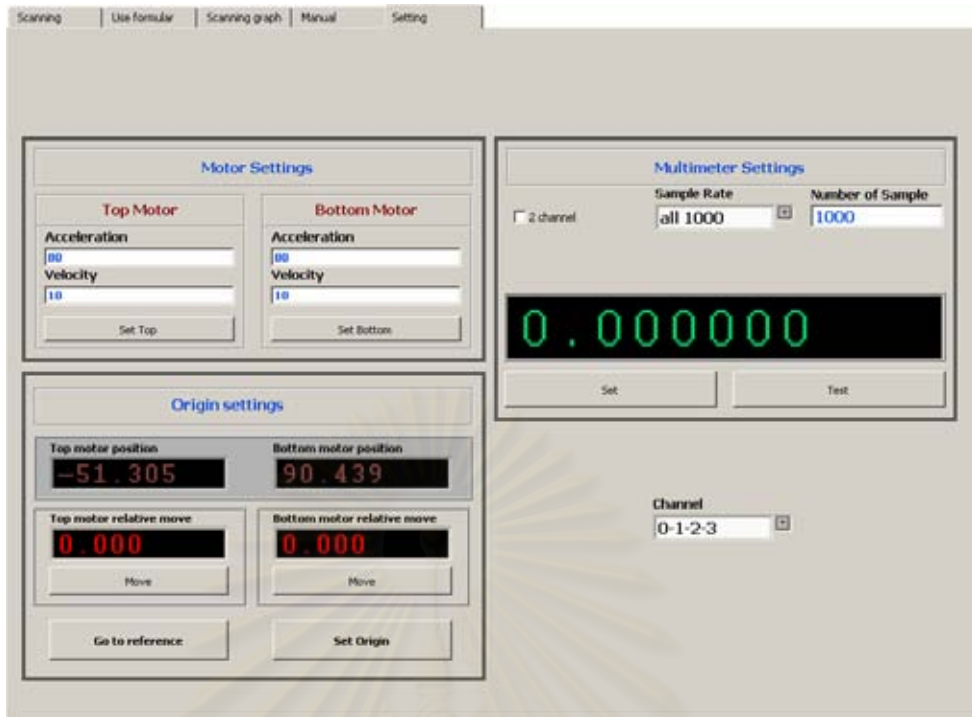 Scanning Use formular Scanning graph Manual Setting
Motor Settings
Top Motor
Acceleration
80
Velocity
10
Set Top
Bottom Motor
Acceleration
80
Velocity
10
Set Bottom
Origin settings
Top motor position
-51.305
Bottom motor position
90.439
Top motor relative move
0.000
Move
Bottom motor relative move
0.000
Move
Go to reference
Set Origin
Multimeter Settings
2 channel
Sample Rate
all 1000
Number of Sample
1000
0.000000
Set
Test
Channel
0-1-2-3